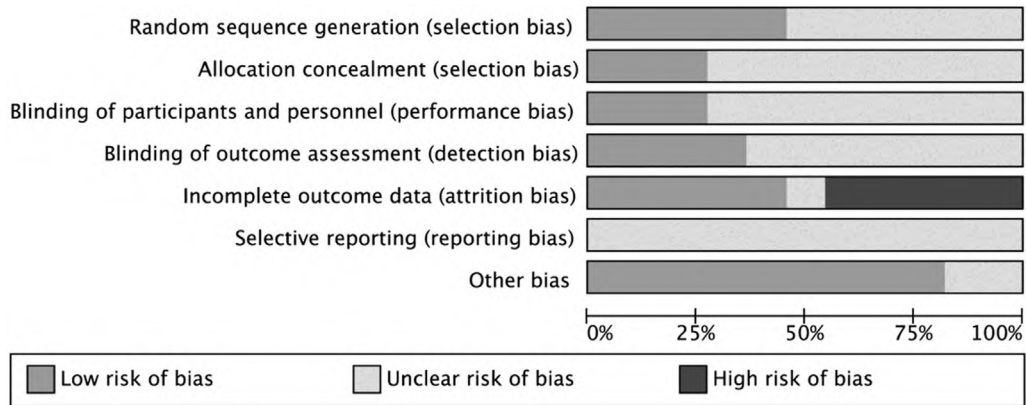 Random sequence generation (selection bias)
Allocation concealment (selection bias)
Blinding of participants and personnel (performance bias)
Blinding of outcome assessment (detection bias)
Incomplete outcome data (attrition bias)
Selective reporting (reporting bias)
Other bias
0% 25% 50% 75% 100%
Low risk of bias Unclear risk of bias High risk of bias